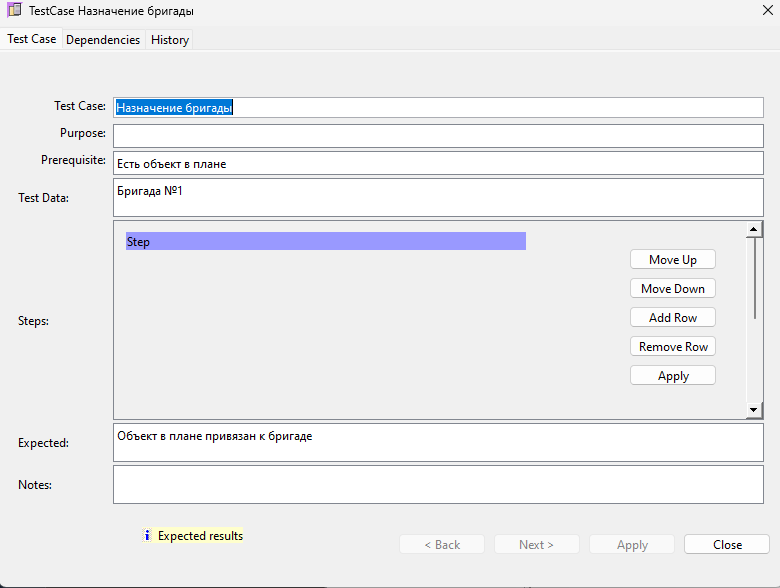 TestCase Назначение бригады
Test Case Dependencies History
Test Case: Назначение бригады
Purpose:
Prerequisite: Есть объект в плане
Test Data: Бригада №1
Step
Move Up
Move Down
Add Row
Remove Row
Apply
Steps:
Expected: Объект в плане привязан к бригаде
Notes:
Expected results
< Back Next > Apply Close